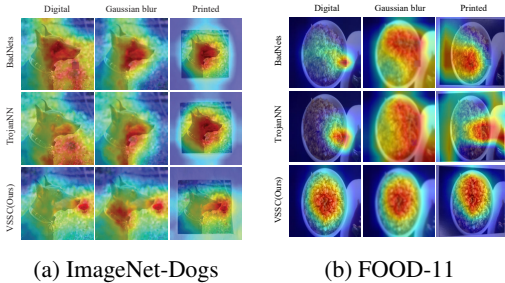 Digital Gaussian blur Printed
BadNets
TrojanNN
VSSC(Ours)
(a) ImageNet-Dogs
Digital Gaussian blur Printed
BadNets
TrojanNN
VSSC(Ours)
(b) FOOD-11